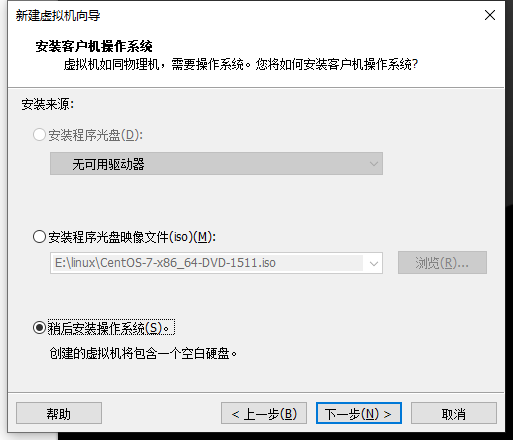 新建虚拟机向导
安装客户机操作系统
虚拟机如同物理机，需要操作系统。您将如何安装客户机操作系统?
安装来源:
安装程序光盘(D):
无可用驱动器
安装程序光盘映像文件(iso)(M):
E:\linux\CentOS-7-x86_64-DVD-1511.iso
浏览(R)...
稍后安装操作系统(S)。
创建的虚拟机将包含一个空白硬盘。
帮助
< 上一步(B)
下一步(N) >
取消